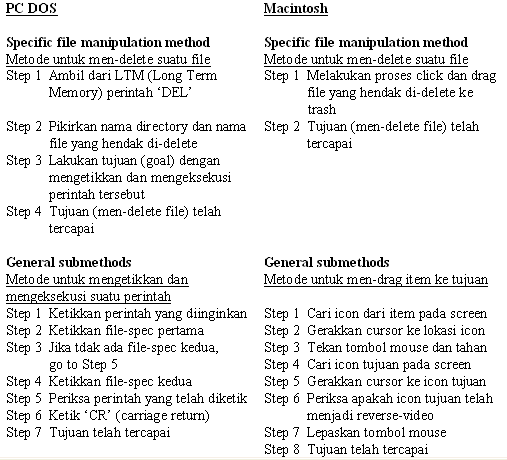 PC DOS
Specific file manipulation method
Metode untuk men-delete suatu file
Step 1 Ambil dari LTM (Long Term
Memory) perintah ‘DEL’
Step 2 Pikirkan nama directory dan nama
file yang hendak di-delete
Step 3 Lakukan tujuan (goal) dengan
mengetikkan dan mengeksekusi
perintah tersebut
Step 4 Tujuan (men-delete file) telah
tercapai
General submethods
Metode untuk mengetikkan dan
mengeksekusi suatu perintah
Step 1 Ketikkan perintah yang diinginkan
Step 2 Ketikkan file-spec pertama
Step 3 Jika tdak ada file-spec kedua,
go to Step 5
Step 4 Ketikkan file-spec kedua
Step 5 Periksa perintah yang telah diketik
Step 6 Ketik ‘CR’ (carriage return)
Step 7 Tujuan telah tercapai
Macintosh
Specific file manipulation method
Metode untuk men-delete suatu file
Step 1 Melakukan proses click dan drag
file yang hendak di-delete ke
trash
Step 2 Tujuan (men-delete file) telah
tercapai
General submethods
Metode untuk men-drag item ke tujuan
Step 1 Cari icon dari item pada screen
Step 2 Gerakkan cursor ke lokasi icon
Step 3 Tekan tombol mouse dan tahan
Step 4 Cari icon tujuan pada screen
Step 5 Gerakkan cursor ke icon tujuan
Step 6 Periksa apakah icon tujuan telah
menjadi reverse-video
Step 7 Lepaskan tombol mouse
Step 8 Tujuan telah tercapai